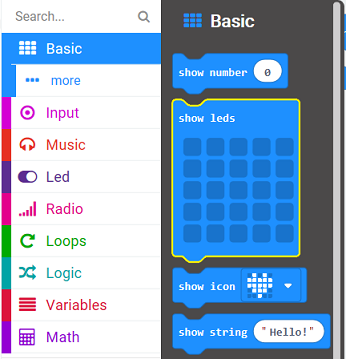 Search...
Basic
more
Input
Music
Led
Radio
Loops
Logic
Variables
Math
Basic
show number 0
show leds
show icon
show string "Hello!"